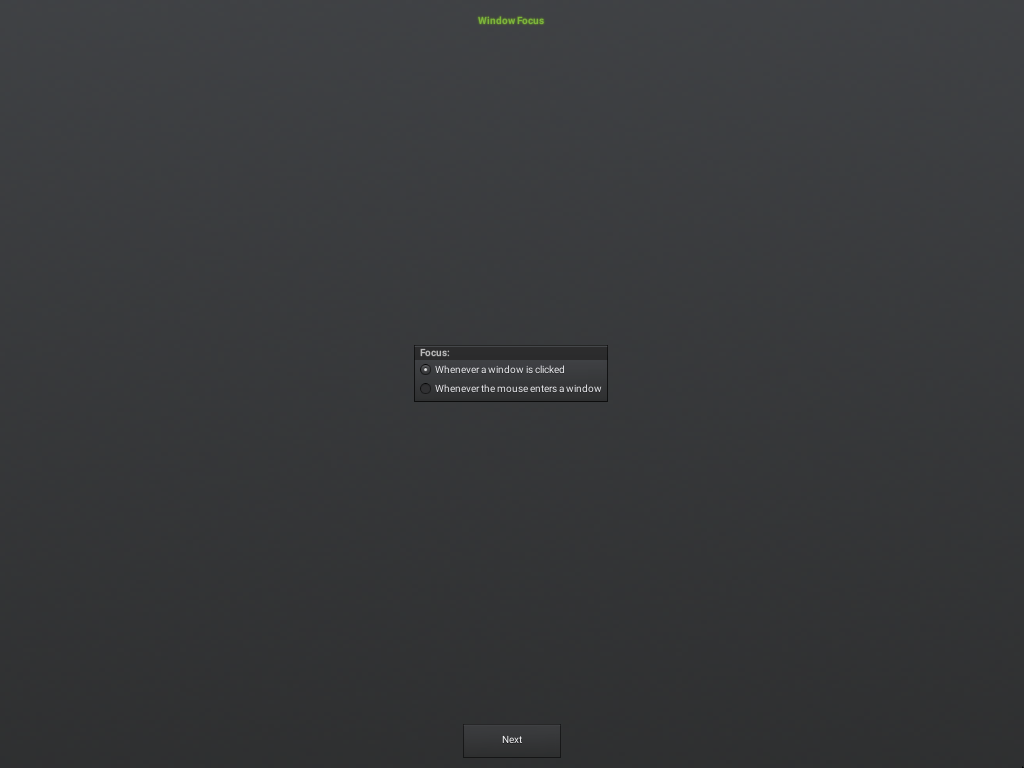 Window Focus
Focus:
Whenever a window is clicked
Whenever the mouse enters a window
Next